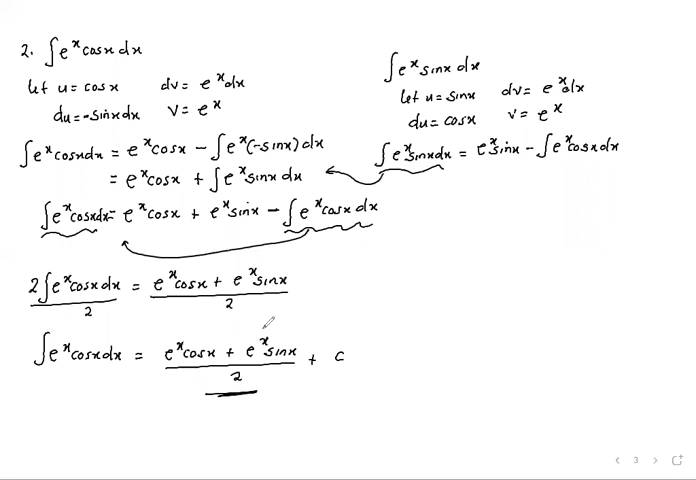 2. ∫e^x cosx dx
let u = cosx dv = e^x dx
du = -sinx dx v = e^x
∫e^x cosx dx = e^x cosx - ∫e^x (-sinx) dx
= e^x cosx + ∫e^x sinx dx
∫e^x cosx dx = e^x cosx + e^x sinx - ∫e^x cosx dx
2∫e^x cosx dx / 2 = e^x cosx + e^x sinx / 2
∫e^x cosx dx = e^x cosx + e^x sinx / 2 + c
∫e^x sinx dx
let u = sinx dv = e^x dx
du = cosx v = e^x
∫e^x sinx dx = e^x sinx - ∫e^x cosx dx
< 3 >